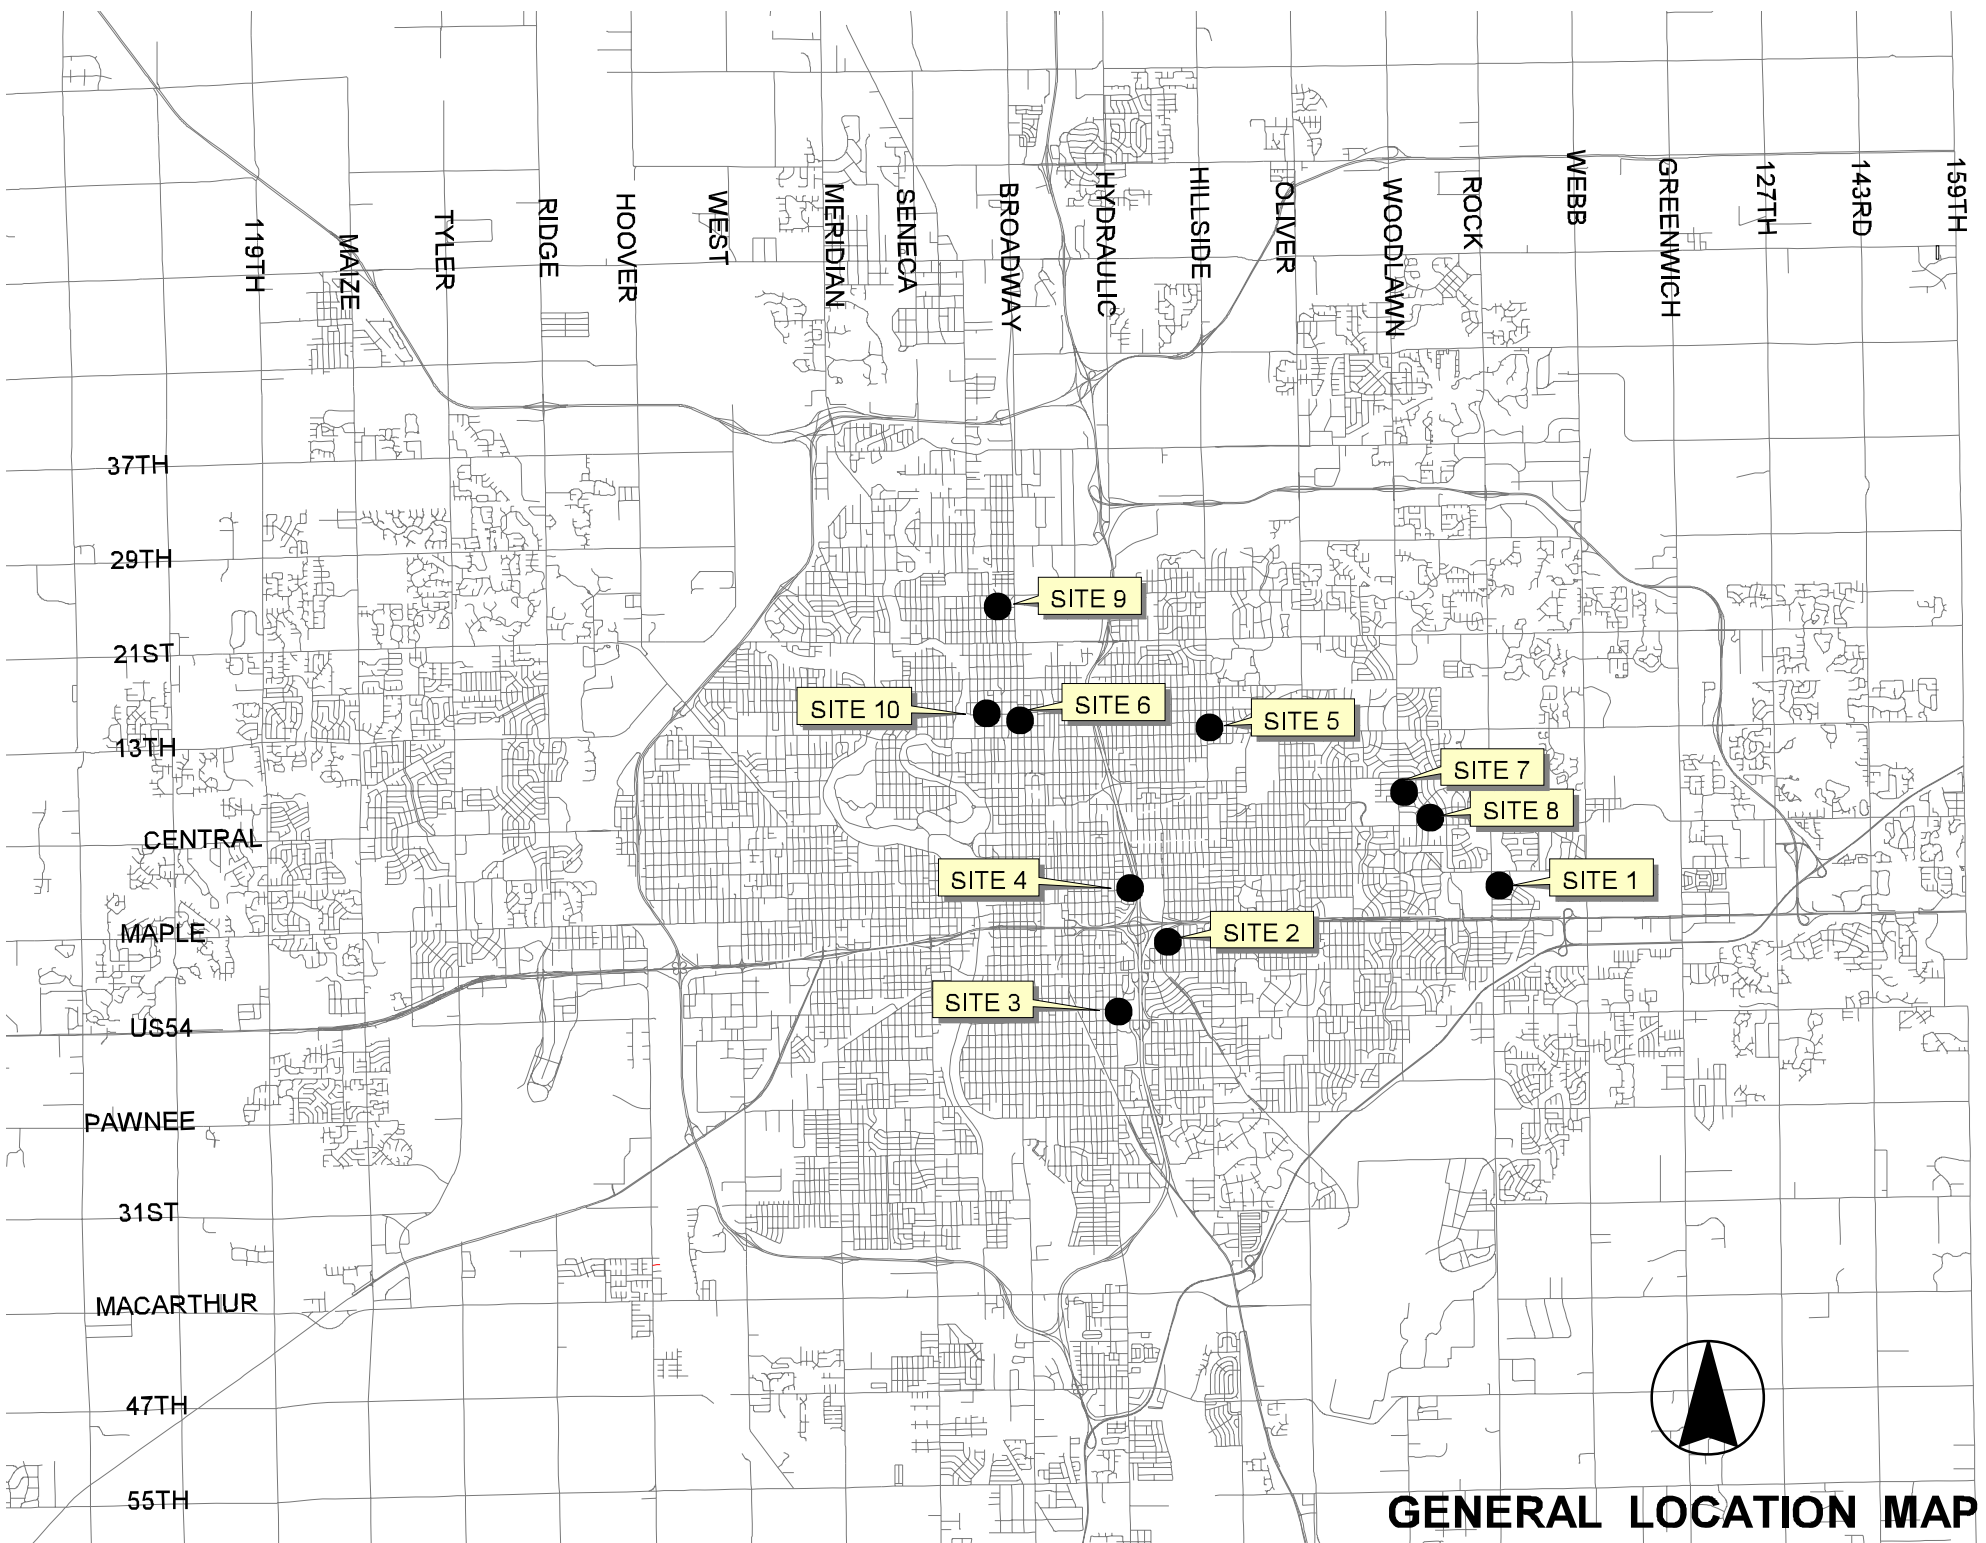 119TH
MAIZE
TYLER
RIDGE
HOOVER
WEST
MERIDIAN
SENECA
BROADWAY
HYDRAULIC
HILLSIDE
OLIVER
WOODLAWN
ROCK
WEBB
GREENWICH
127TH
143RD
159TH
37TH
29TH
21ST
13TH
CENTRAL
MAPLE
US54
PAWNEE
31ST
MACARTHUR
47TH
55TH
SITE 9
SITE 10
SITE 6
SITE 5
SITE 7
SITE 8
SITE 4
SITE 1
SITE 2
SITE 3
GENERAL LOCATION MAP